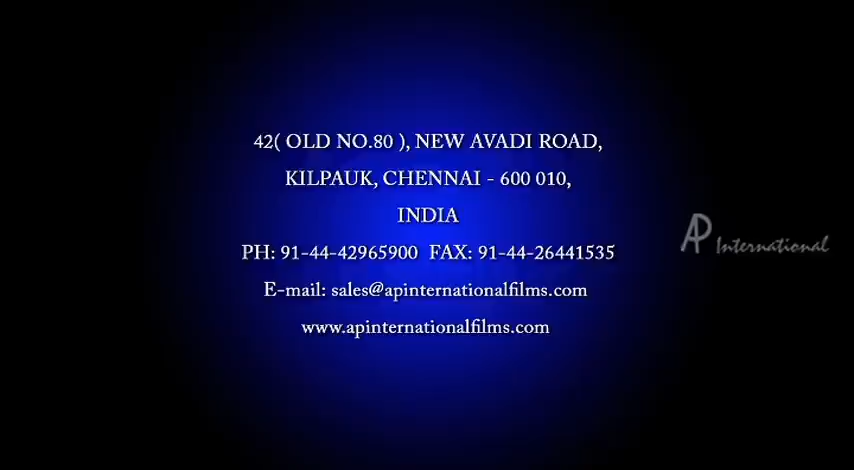 42( OLD NO.80 ), NEW AVADI ROAD,
KILPAUK, CHENNAI - 600 010,
INDIA
PH: 91-44-42965900 FAX: 91-44-26441535
E-mail: sales@apinternationalfilms.com
www.apinternationalfilms.com
AP International